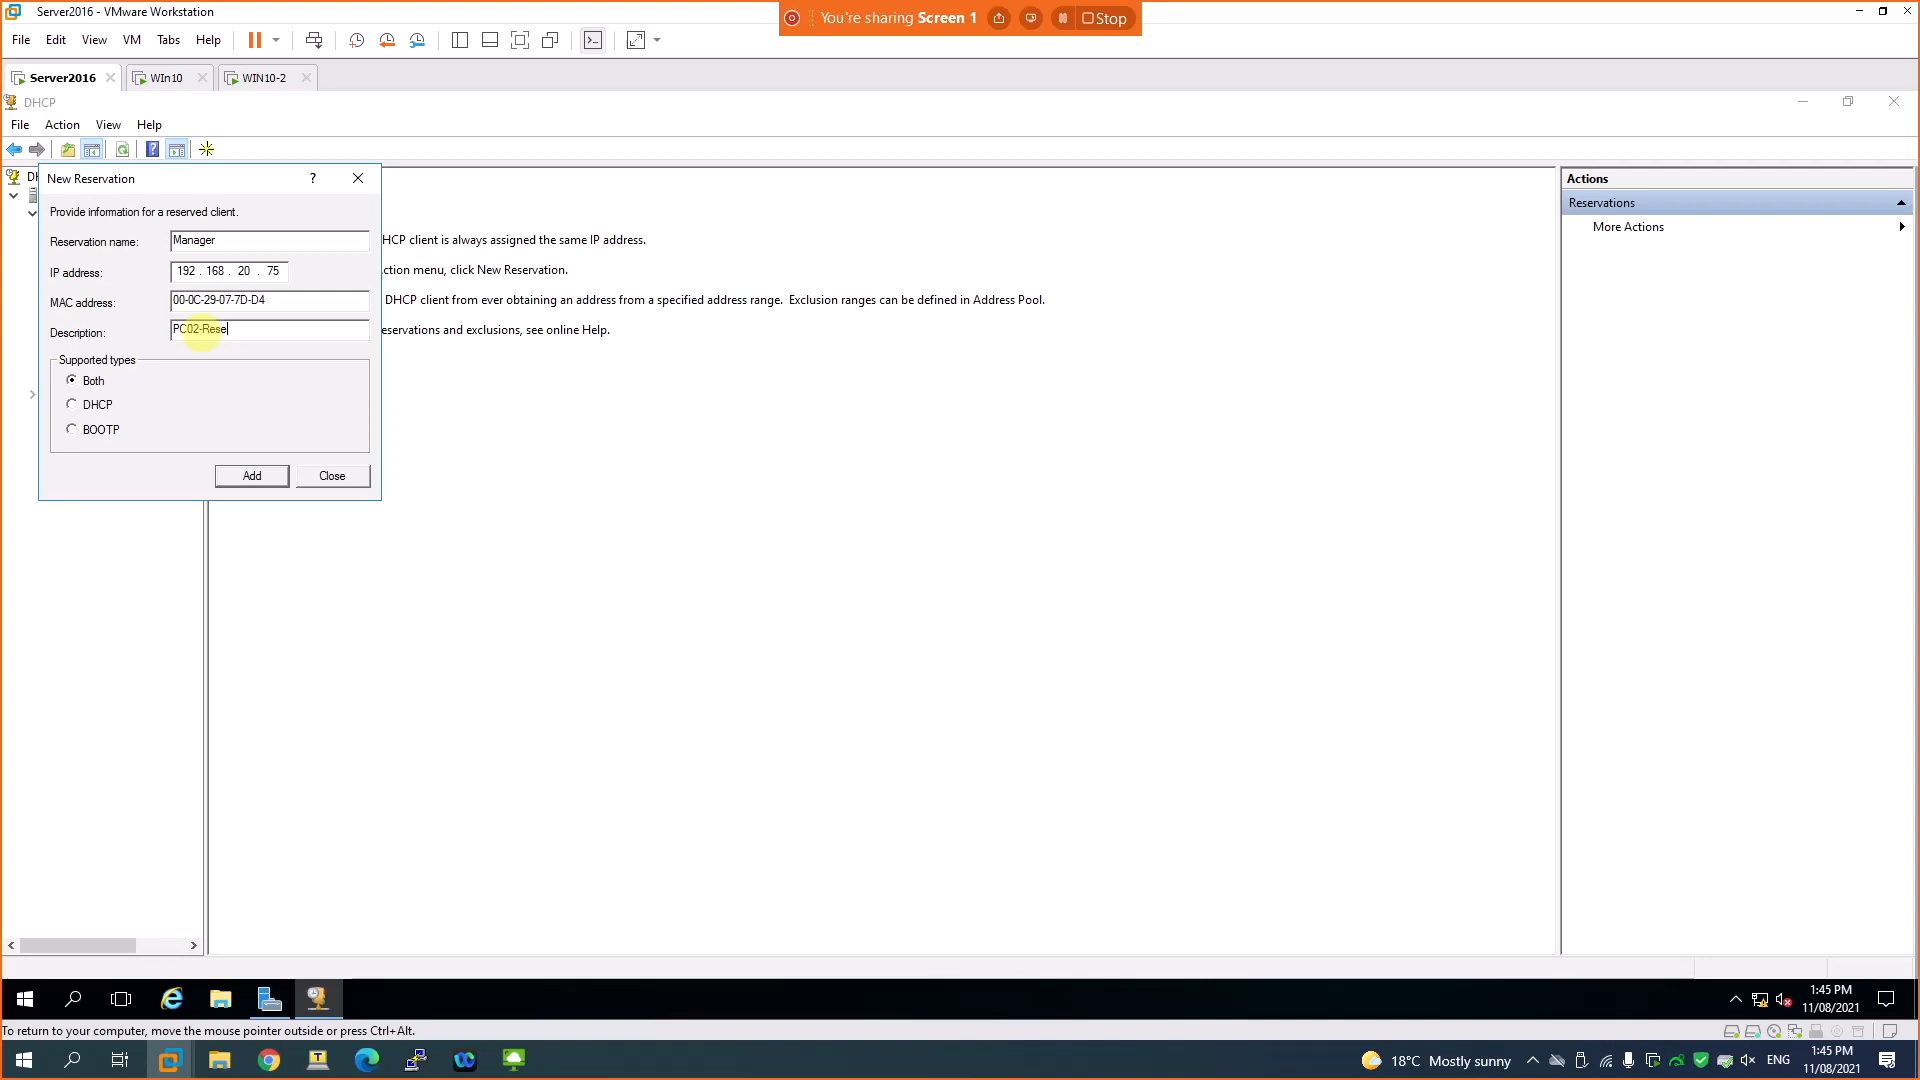 Server2016 - VMware Workstation
You're sharing Screen 1
Stop
File Edit View VM Tabs Help
Server2016
WIn10
WIN10-2
DHCP
File Action View Help
New Reservation
?
Provide information for a reserved client.
Reservation name: Manager
IP address: 192 . 168 . 20 . 75
MAC address: 00-0C-29-07-7D-D4
Description: PC02-Rese
Supported types
Both
DHCP
BOOTP
Add
Close
HCP client is always assigned the same IP address.
ction menu, click New Reservation.
DHCP client from ever obtaining an address from a specified address range. Exclusion ranges can be defined in Address Pool.
eservations and exclusions, see online Help.
Actions
Reservations
More Actions
1:45 PM
11/08/2021
To return to your computer, move the mouse pointer outside or press Ctrl+Alt.
18°C Mostly sunny
ENG
1:45 PM
11/08/2021